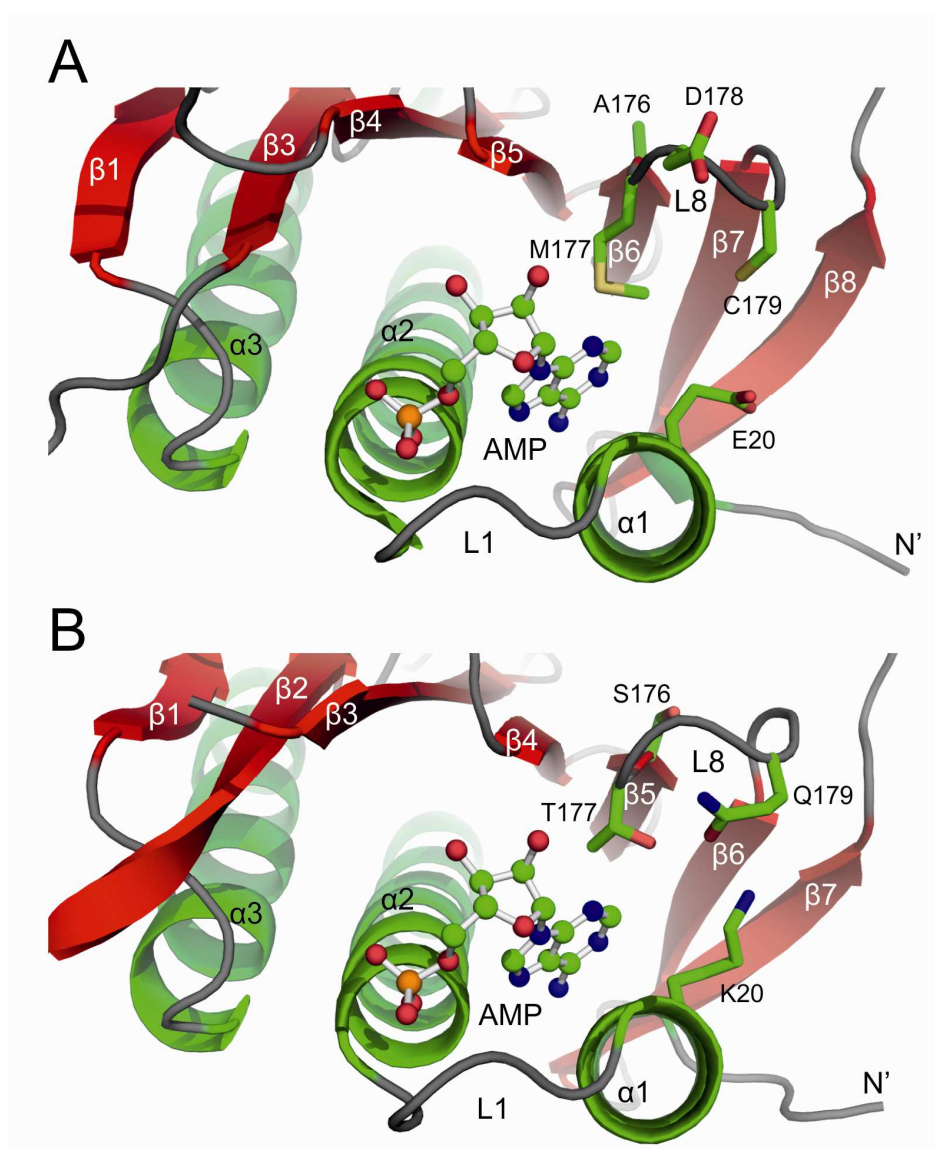 A
A176 D178
β3 β4
β5
β1
L8
M177 β6 β7
β8
C179
α3 α2
AMP E20
α1
L1 N’
B
β2 S176
β1 β3
β4 L8
β5 Q179
T177
β6
β7
α3 α2
K20
AMP
N’
L1 α1